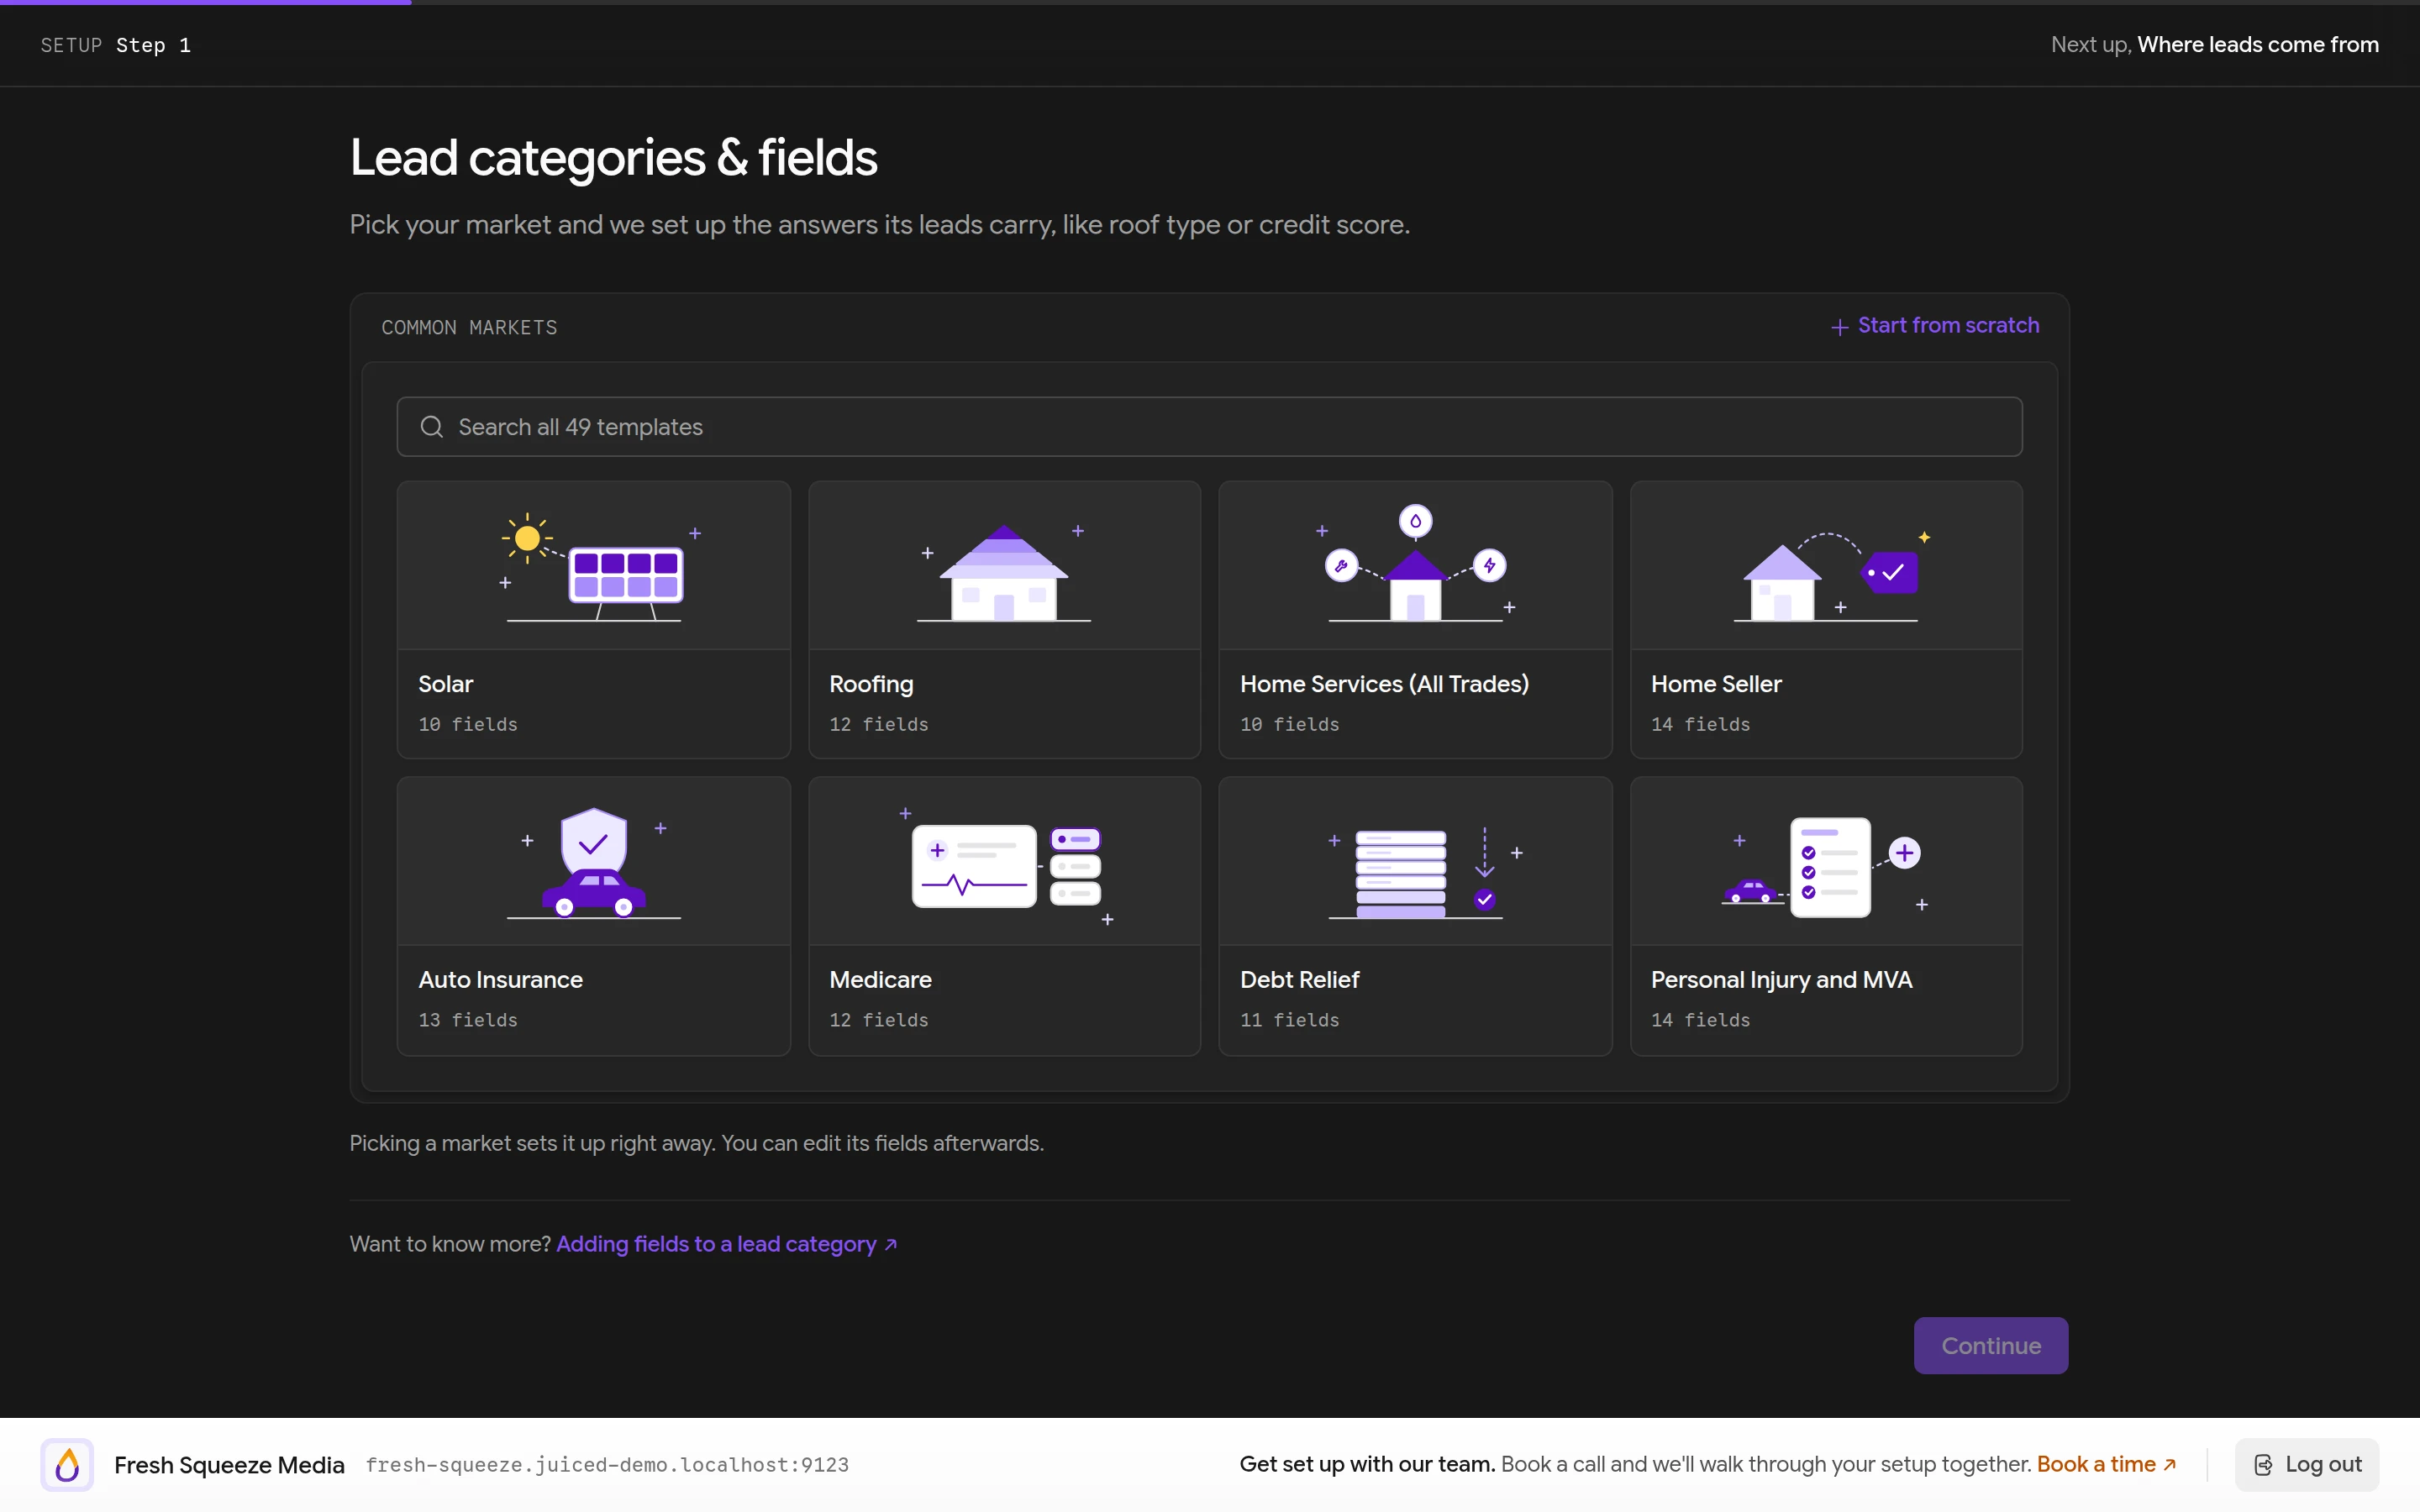 SETUP Step 1
Next up, Where leads come from
Lead categories & fields
Pick your market and we set up the answers its leads carry, like roof type or credit score.
COMMON MARKETS
Start from scratch
Search all 49 templates
Solar
10 fields
Roofing
12 fields
Home Services (All Trades)
10 fields
Home Seller
14 fields
Auto Insurance
13 fields
Medicare
12 fields
Debt Relief
11 fields
Personal Injury and MVA
14 fields
Picking a market sets it up right away. You can edit its fields afterwards.
Want to know more? Adding fields to a lead category ↗
Continue
Fresh Squeeze Media fresh-squeeze.juiced-demo.localhost:9123
Get set up with our team. Book a call and we'll walk through your setup together. Book a time ↗
Log out